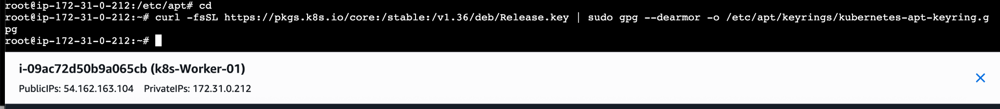 root@ip-172-31-0-212:/etc/apt# cd
root@ip-172-31-0-212:~# curl -fsSL https://pkgs.k8s.io/core:/stable:/v1.36/deb/Release.key | sudo gpg --dearmor -o /etc/apt/keyrings/kubernetes-apt-keyring.g
pg
root@ip-172-31-0-212:~#
i-09ac72d50b9a065cb (k8s-Worker-01)
PublicIPs: 54.162.163.104 PrivateIPs: 172.31.0.212